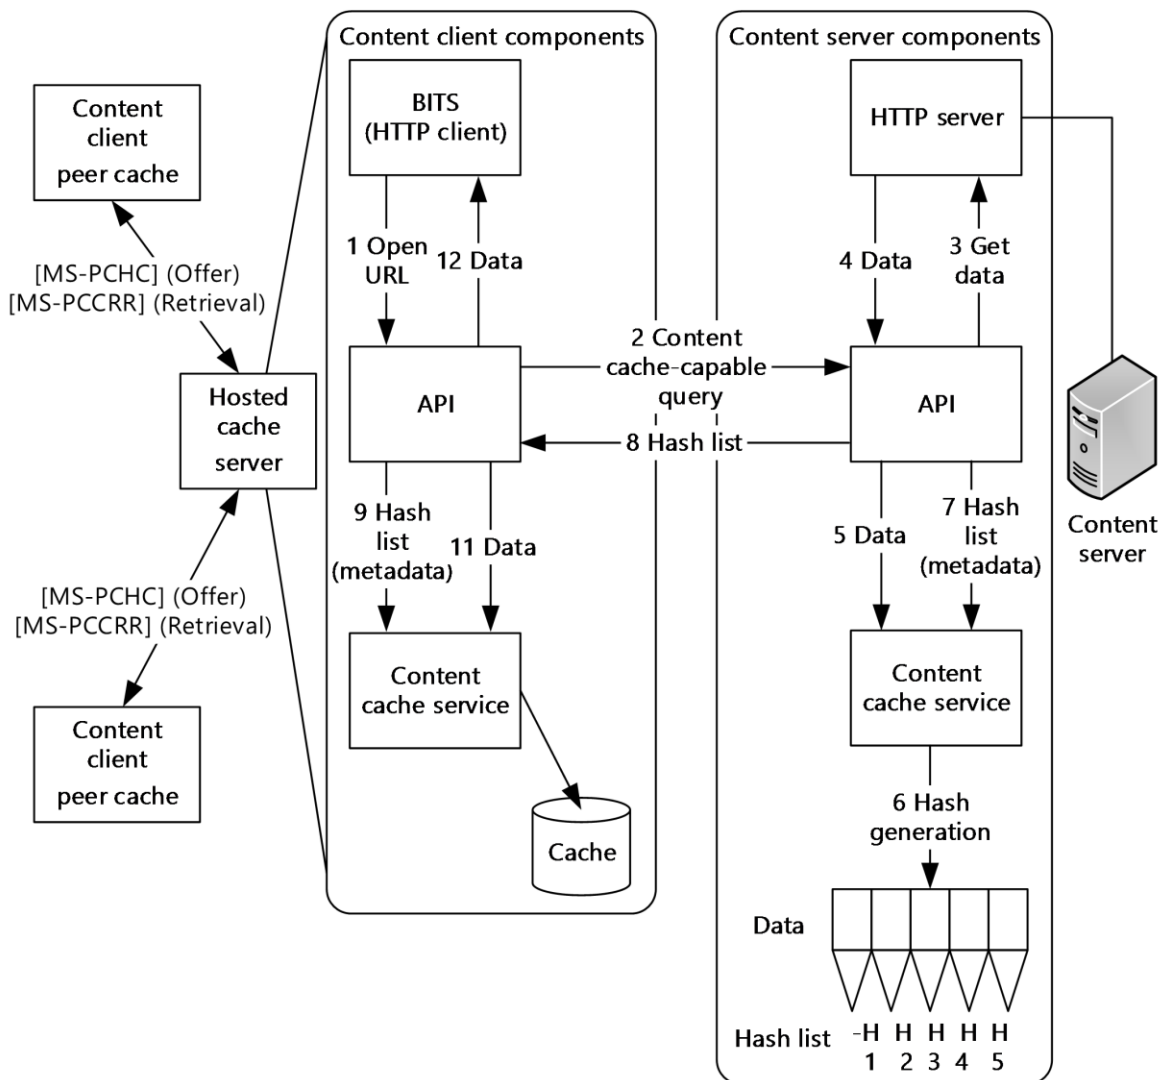 Content client components
Content server components
Content
client
peer cache
BITS
(HTTP client)
HTTP server
[MS-PCHC] (Offer)
[MS-PCCRR] (Retrieval)
1 Open
URL
12 Data
4 Data
3 Get
data
Hosted
cache
server
API
2 Content
cache-capable
query
API
8 Hash list
9 Hash
list
(metadata)
11 Data
5 Data
7 Hash
list
(metadata)
Content
server
[MS-PCHC] (Offer)
[MS-PCCRR] (Retrieval)
Content
cache service
Content
cache service
Content
client
peer cache
6 Hash
generation
Cache
Data
Hash list -H H H H H
1 2 3 4 5